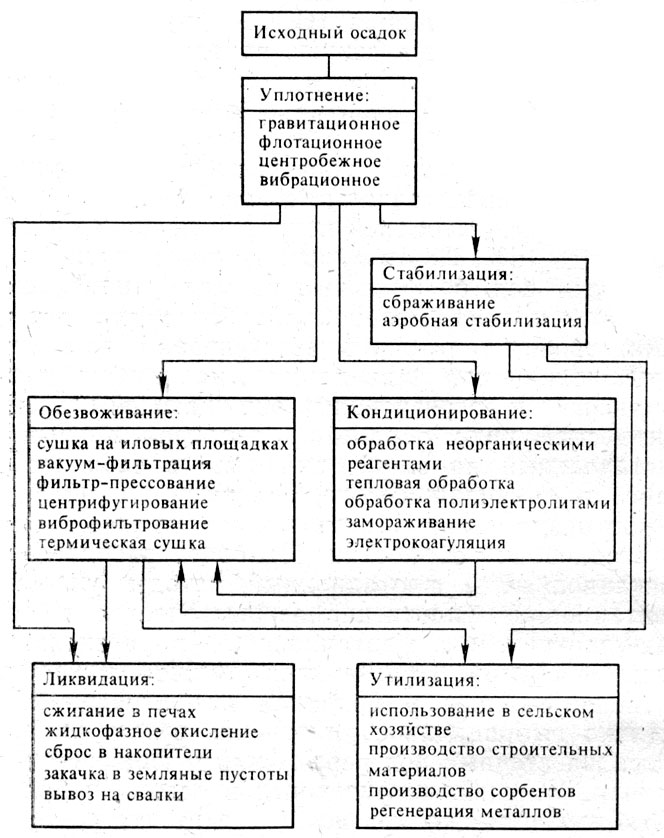 Исходный осадок
Уплотнение:
гравитационное
флотационное
центробежное
вибрационное
Стабилизация:
сбраживание
аэробная стабилизация
Обезвоживание:
сушка на иловых площадках
вакуум-фильтрация
фильтр-прессование
центрифугирование
виброфильтрование
термическая сушка
Кондиционирование:
обработка неорганическими
реагентами
тепловая обработка
обработка полиэлектролитами
замораживание
электрокоагуляция
Ликвидация:
сжигание в печах
жидкофазное окисление
сброс в накопители
закачка в земляные пустоты
вывоз на свалки
Утилизация:
использование в сельском
хозяйстве
производство строительных
материалов
производство сорбентов
регенерация металлов